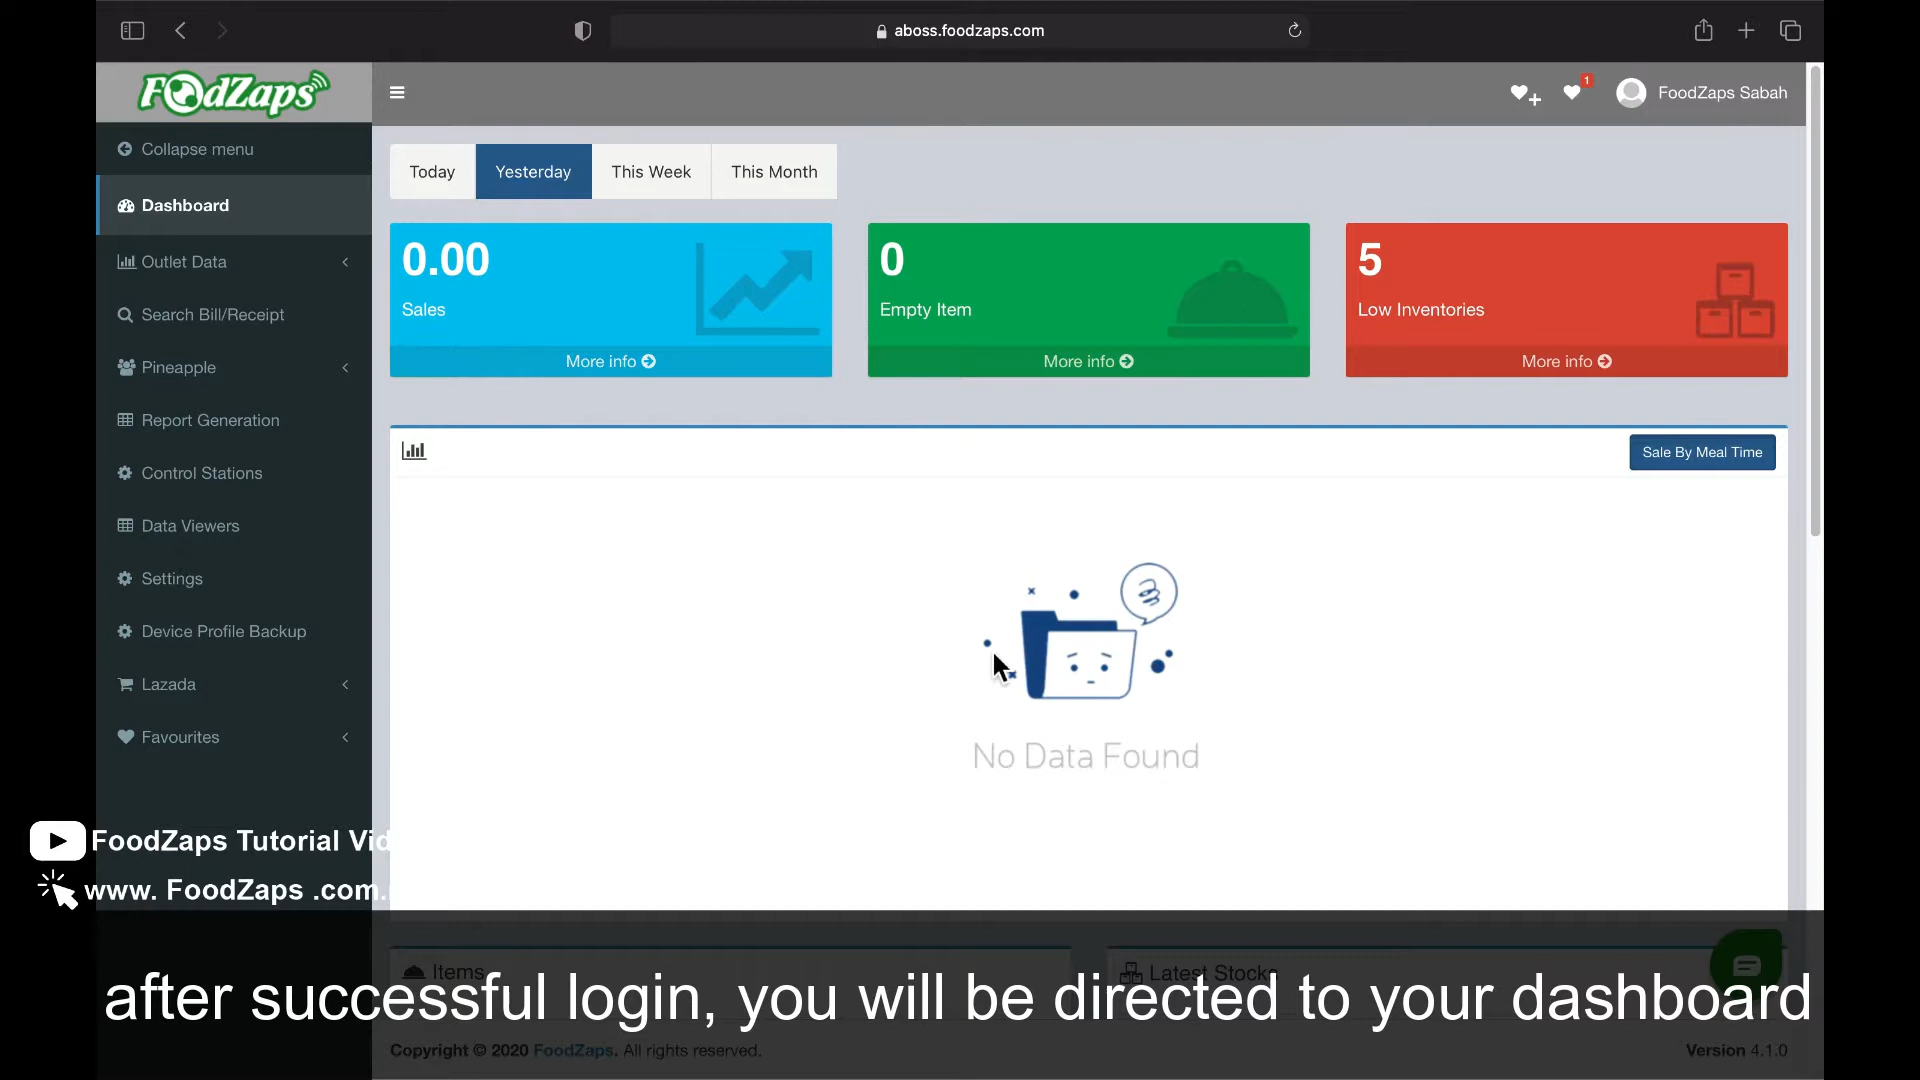 aboss.foodzaps.com
FoodZaps
1
FoodZaps Sabah
Collapse menu
Dashboard
Outlet Data
Search Bill/Receipt
Pineapple
Report Generation
Control Stations
Data Viewers
Settings
Device Profile Backup
Lazada
Favourites
Today
Yesterday
This Week
This Month
0.00
Sales
More info
0
Empty Item
More info
5
Low Inventories
More info
Sale By Meal Time
No Data Found
FoodZaps Tutorial Vid
www. FoodZaps .com.
Items
Latest Stocks
after successful login, you will be directed to your dashboard
Copyright © 2020 FoodZaps. All rights reserved.
Version 4.1.0